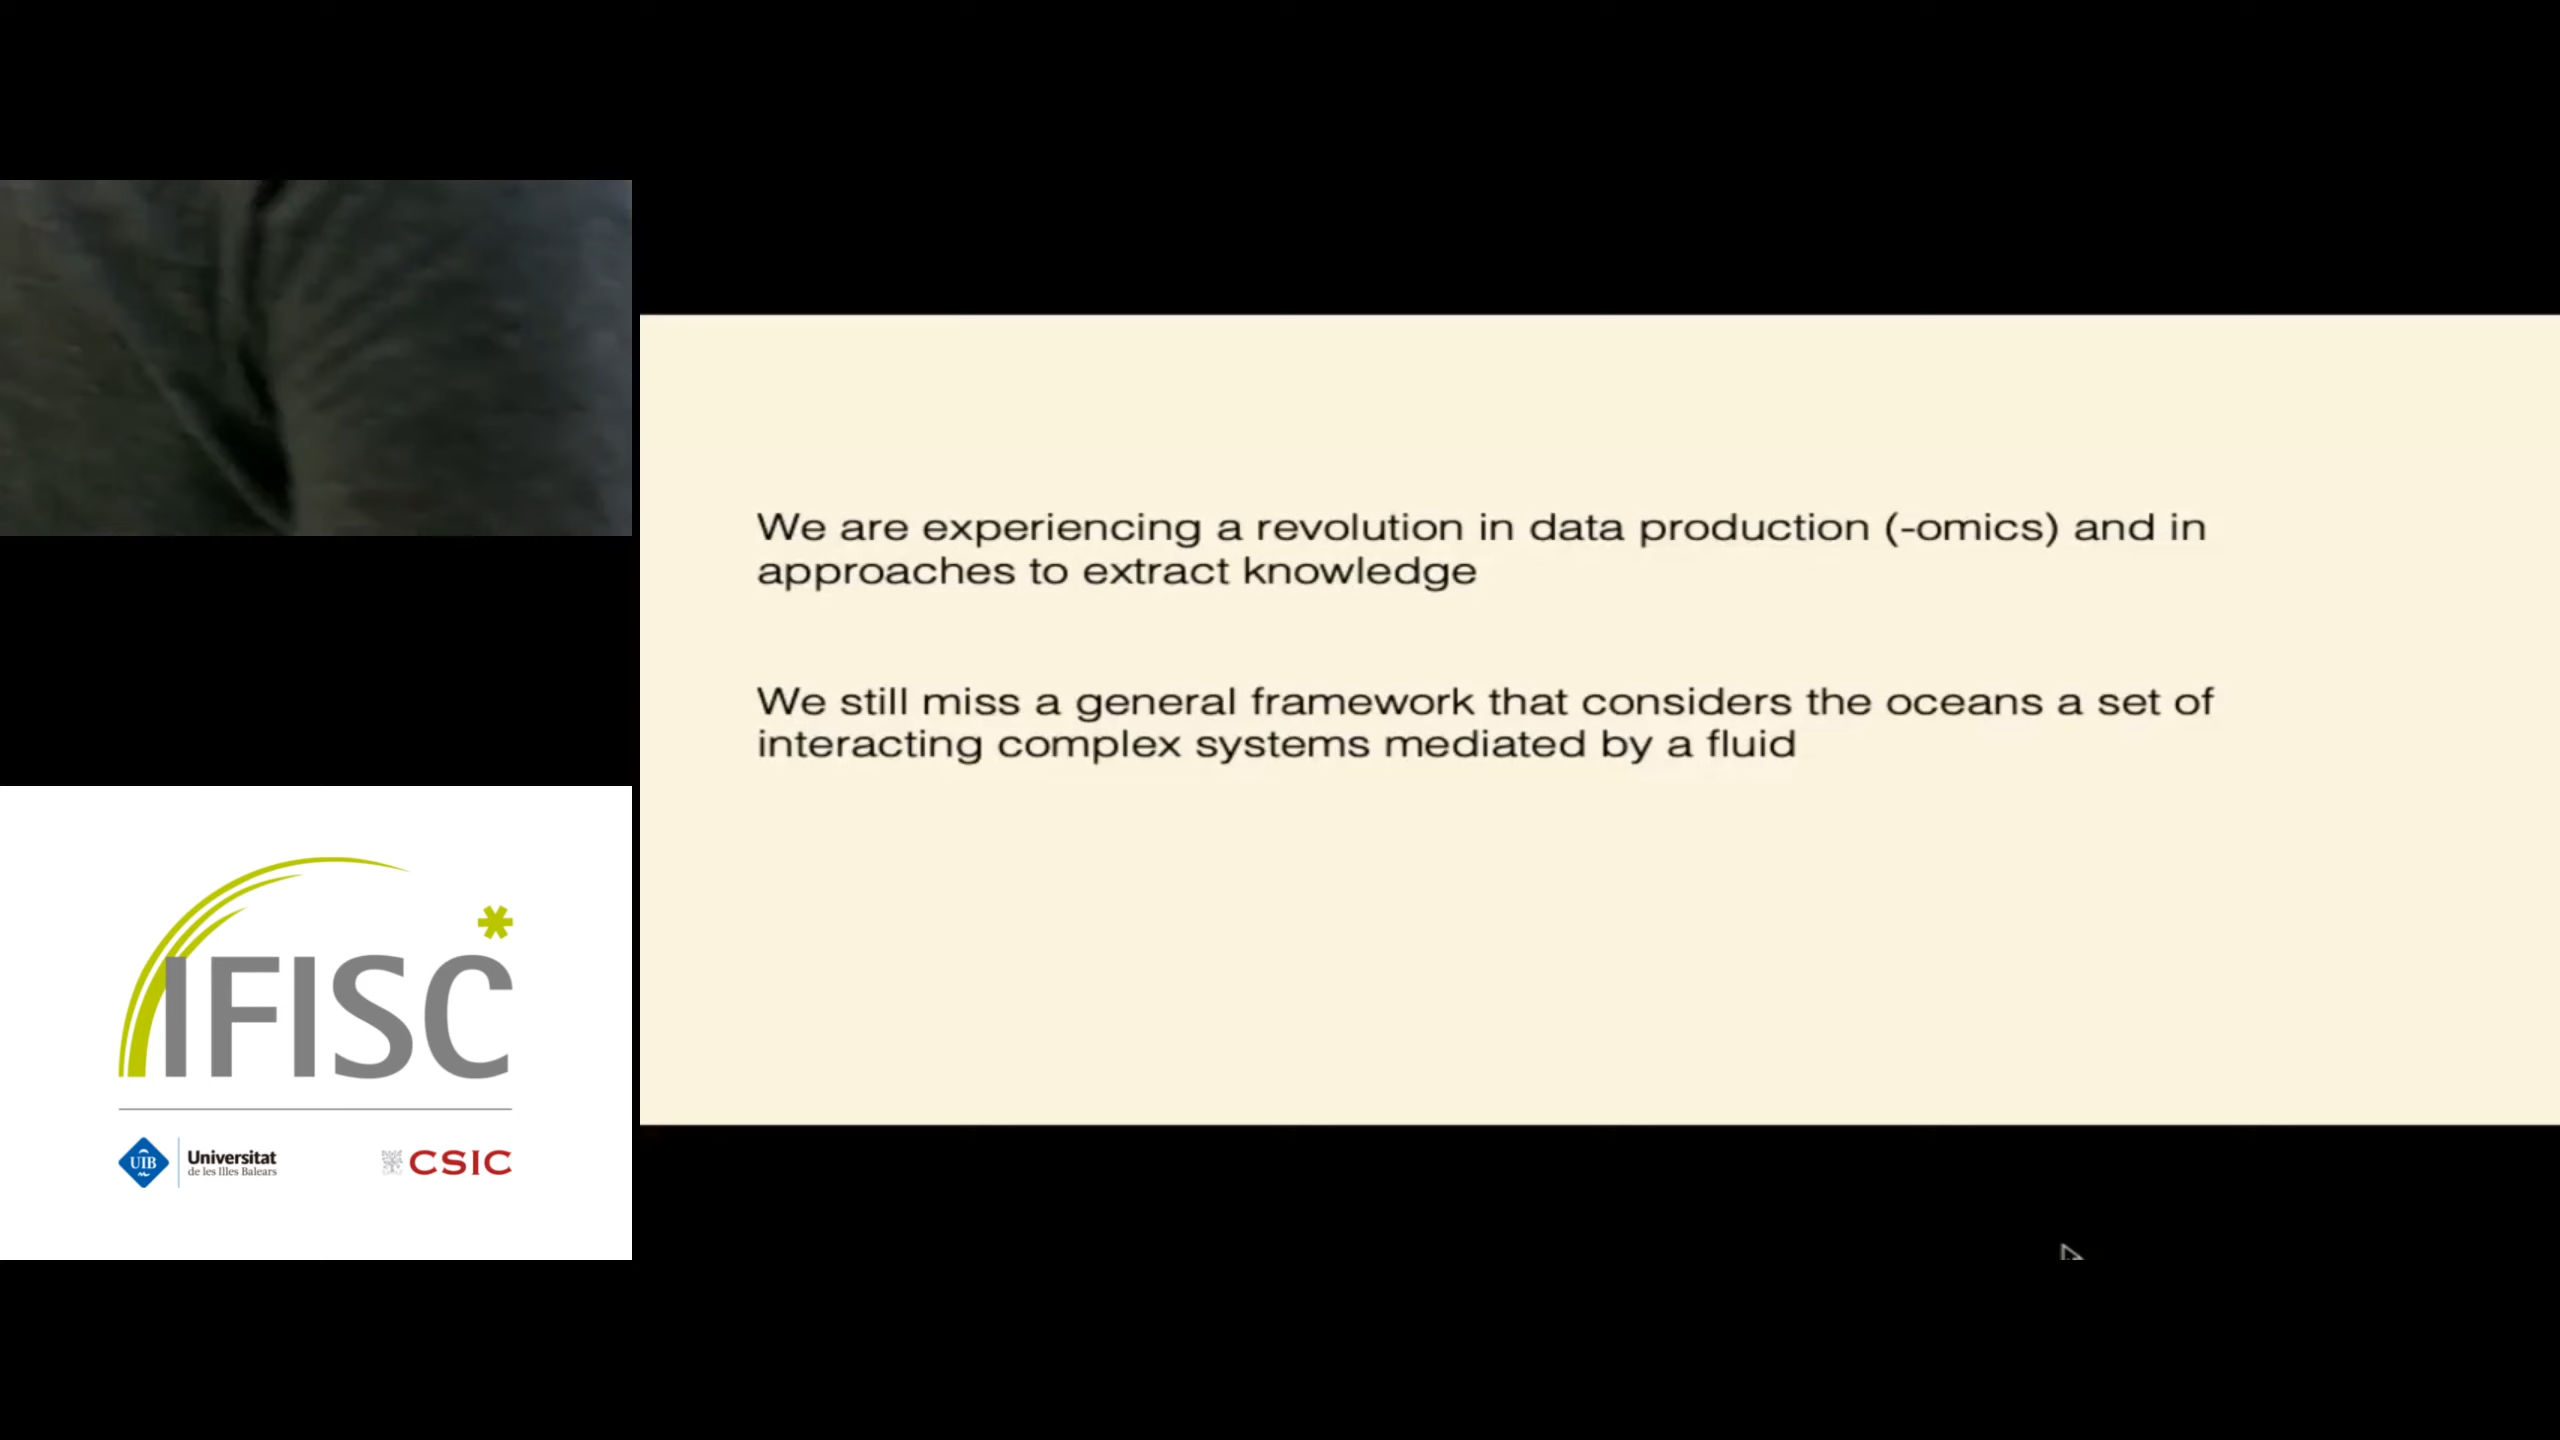 We are experiencing a revolution in data production (-omics) and in
approaches to extract knowledge
We still miss a general framework that considers the oceans a set of
interacting complex systems mediated by a fluid
IFISC
UIB
Universitat
de les Illes Balears
CSIC